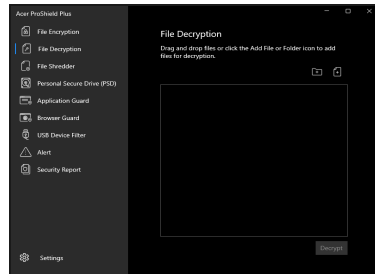 Acer ProShield Plus
File Encryption
File Decryption
File Shredder
Personal Secure Drive (PSD)
Application Guard
Browser Guard
USB Device Filter
Alert
Security Report
Settings
File Decryption
Drag and drop files or click the Add File or Folder icon to add
files for decryption.
Decrypt